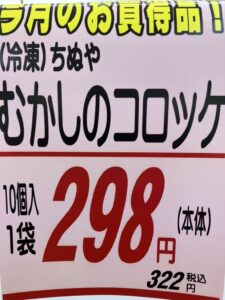 今月のお買得品!
(冷凍)ちぬや
むかしのコロッケ
10個入
1袋
298円
(本体)
322税込円